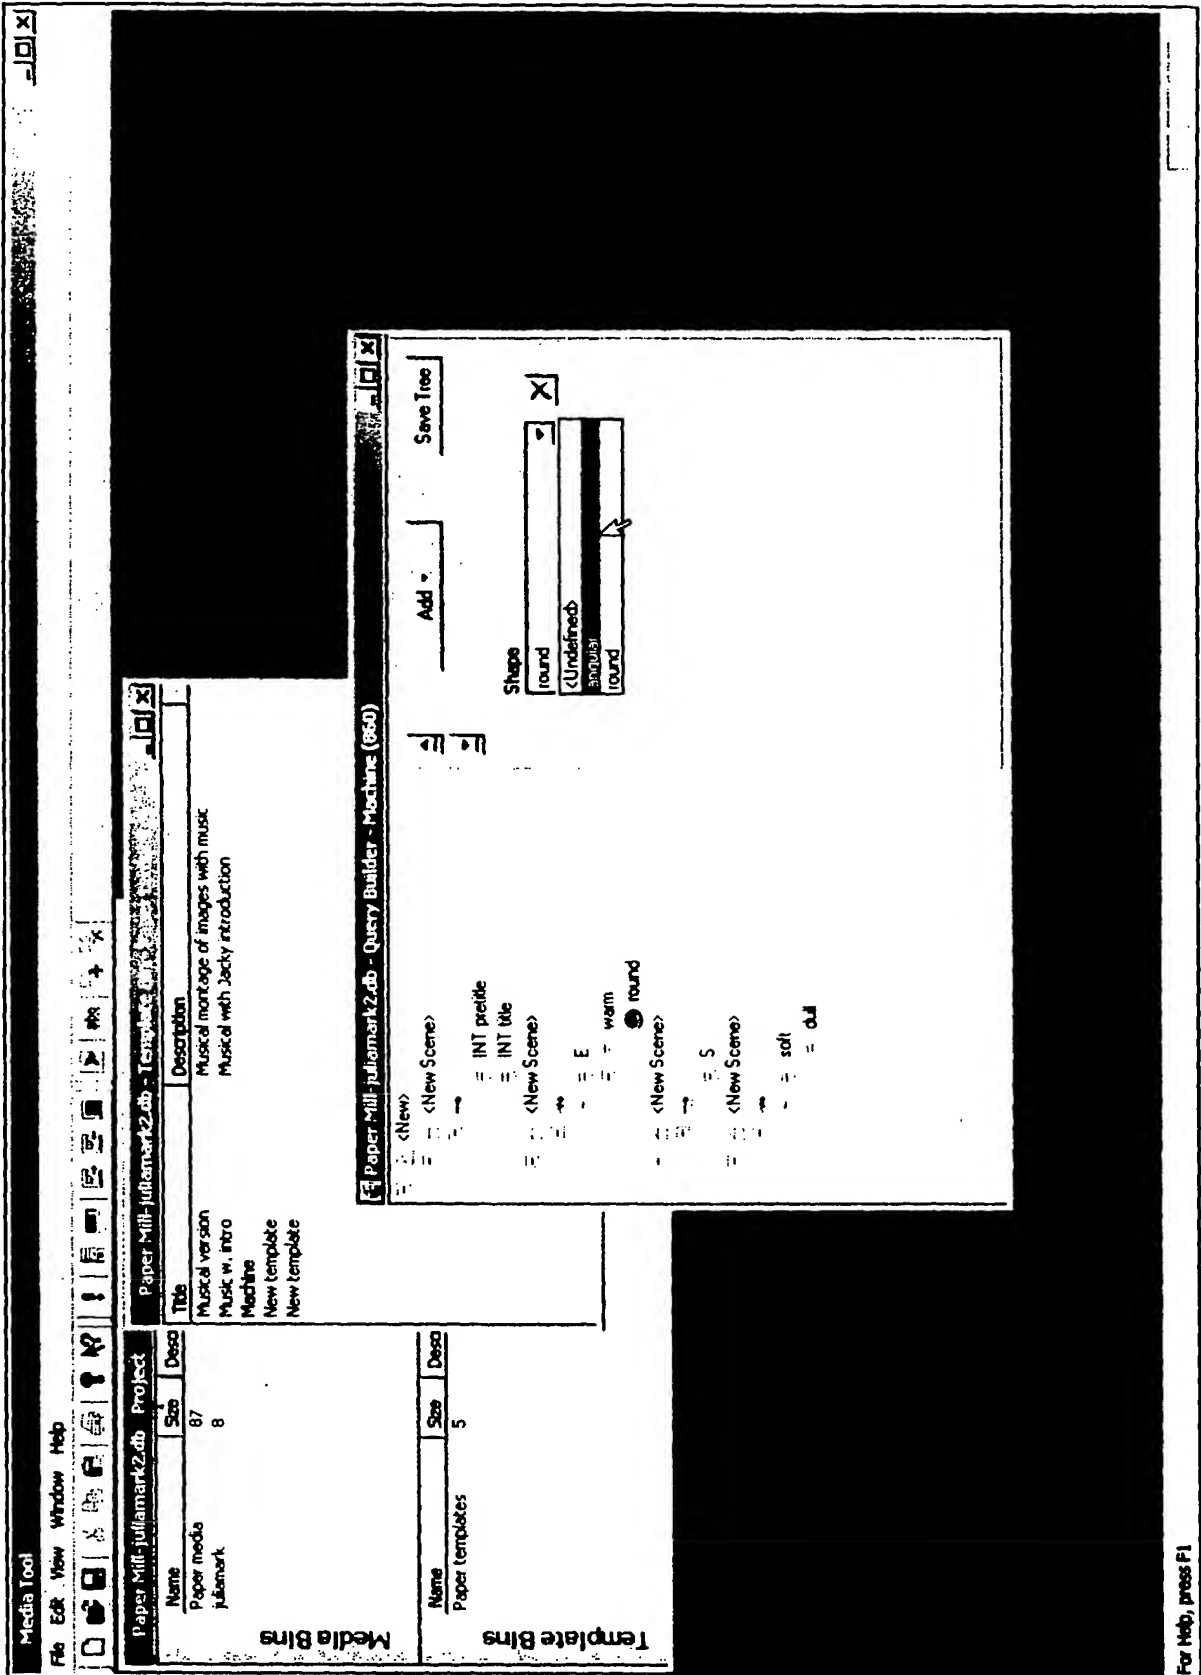 Media Tool
File Edit View Window Help
Paper Mill-juliamark2.db Project
Name Size Desc
Paper media 87
juliamark 8
Media Bins
Name Size Desc
Paper templates 5
Template Bins
Paper Mill-juliamark2.db -
Title Description
Musical version Musical montage of images with music
Music w. intro Musical with Jacky introduction
Machine
New template
New template
Paper Mill-juliamark2.db - Query Builder - Machine (860)
Add Save Tree
<New>
<New Scene>
INT pretitle
INT title
<New Scene>
E
warm
round
<New Scene>
S
<New Scene>
soft
dull
Shape
round
<Undefined>
angular
round
For Help, press F1